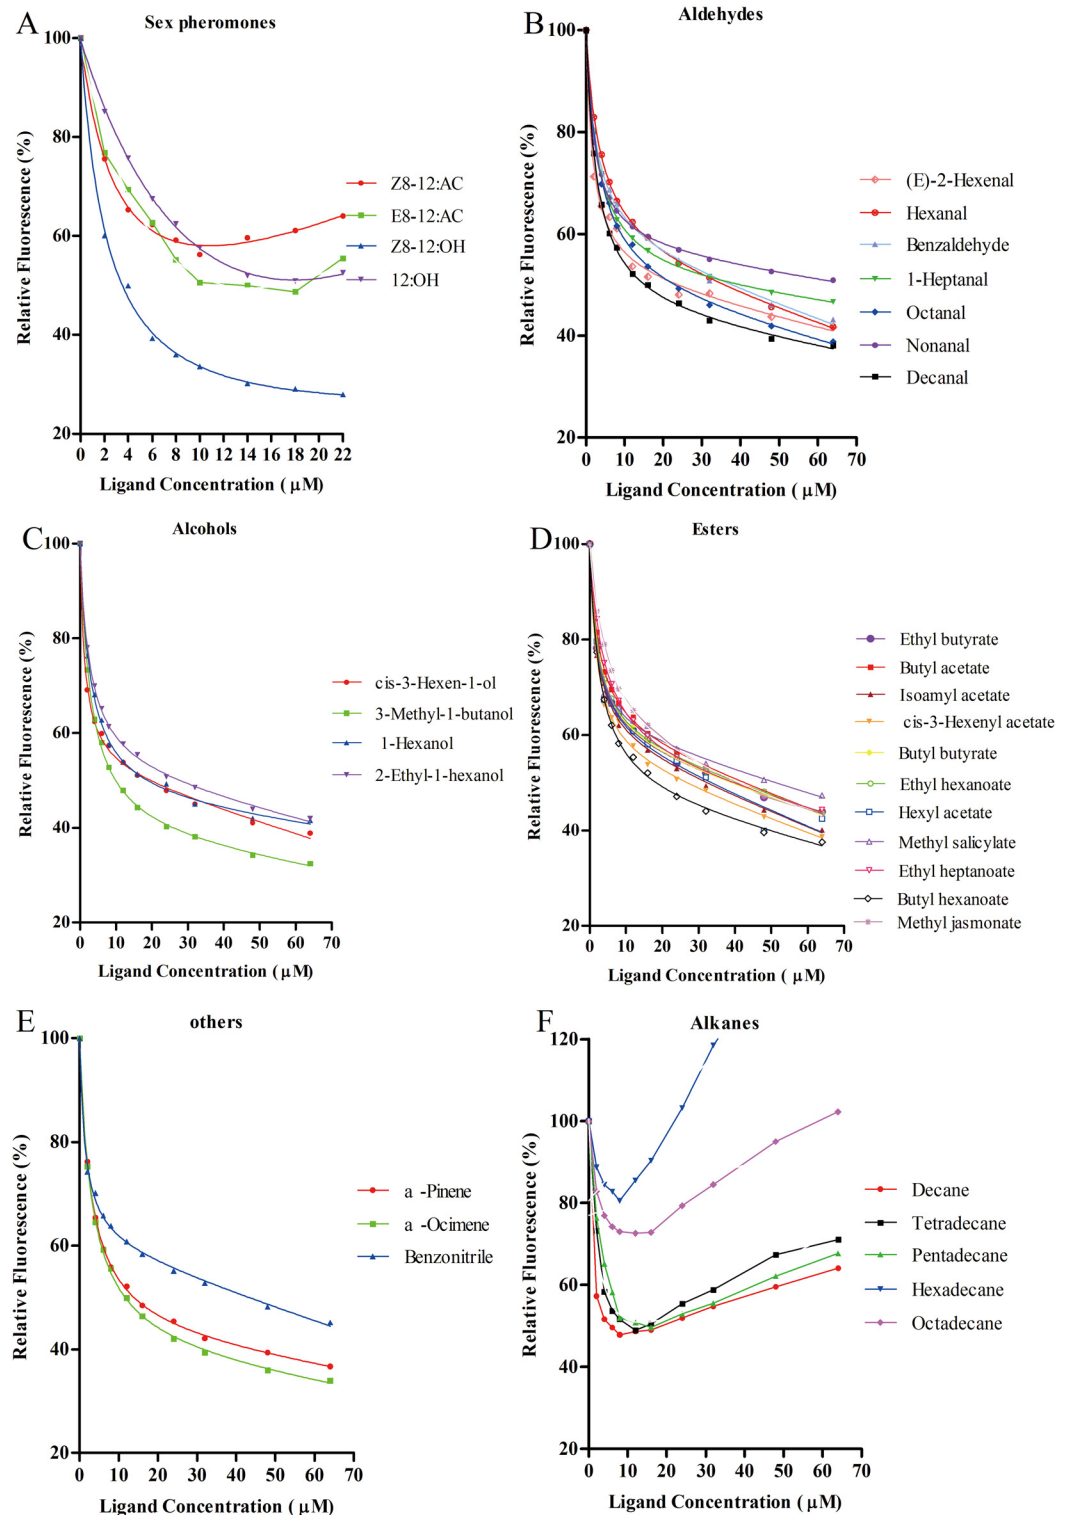 A
Sex pheromones
Relative Fluorescence (%)
100
80
60
40
20
0 2 4 6 8 10 12 14 16 18 20 22
Ligand Concentration ( μM)
Z8-12:AC
E8-12:AC
Z8-12:OH
12:OH
B
Aldehydes
Relative Fluorescence (%)
100
80
60
40
20
0 10 20 30 40 50 60 70
Ligand Concentration ( μM)
(E)-2-Hexenal
Hexanal
Benzaldehyde
1-Heptanal
Octanal
Nonanal
Decanal
C
Alcohols
Relative Fluorescence (%)
100
80
60
40
20
0 10 20 30 40 50 60 70
Ligand Concentration ( μM)
cis-3-Hexen-1-ol
3-Methyl-1-butanol
1-Hexanol
2-Ethyl-1-hexanol
D
Esters
Relative Fluorescence (%)
100
80
60
40
20
0 10 20 30 40 50 60 70
Ligand Concentration ( μM)
Ethyl butyrate
Butyl acetate
Isoamyl acetate
cis-3-Hexenyl acetate
Butyl butyrate
Ethyl hexanoate
Hexyl acetate
Methyl salicylate
Ethyl heptanoate
Butyl hexanoate
Methyl jasmonate
E
others
Relative Fluorescence (%)
100
80
60
40
20
0 10 20 30 40 50 60 70
Ligand Concentration ( μM)
a -Pinene
a -Ocimene
Benzonitrile
F
Alkanes
Relative Fluorescence (%)
120
100
80
60
40
20
0 10 20 30 40 50 60 70
Ligand Concentration ( μM)
Decane
Tetradecane
Pentadecane
Hexadecane
Octadecane